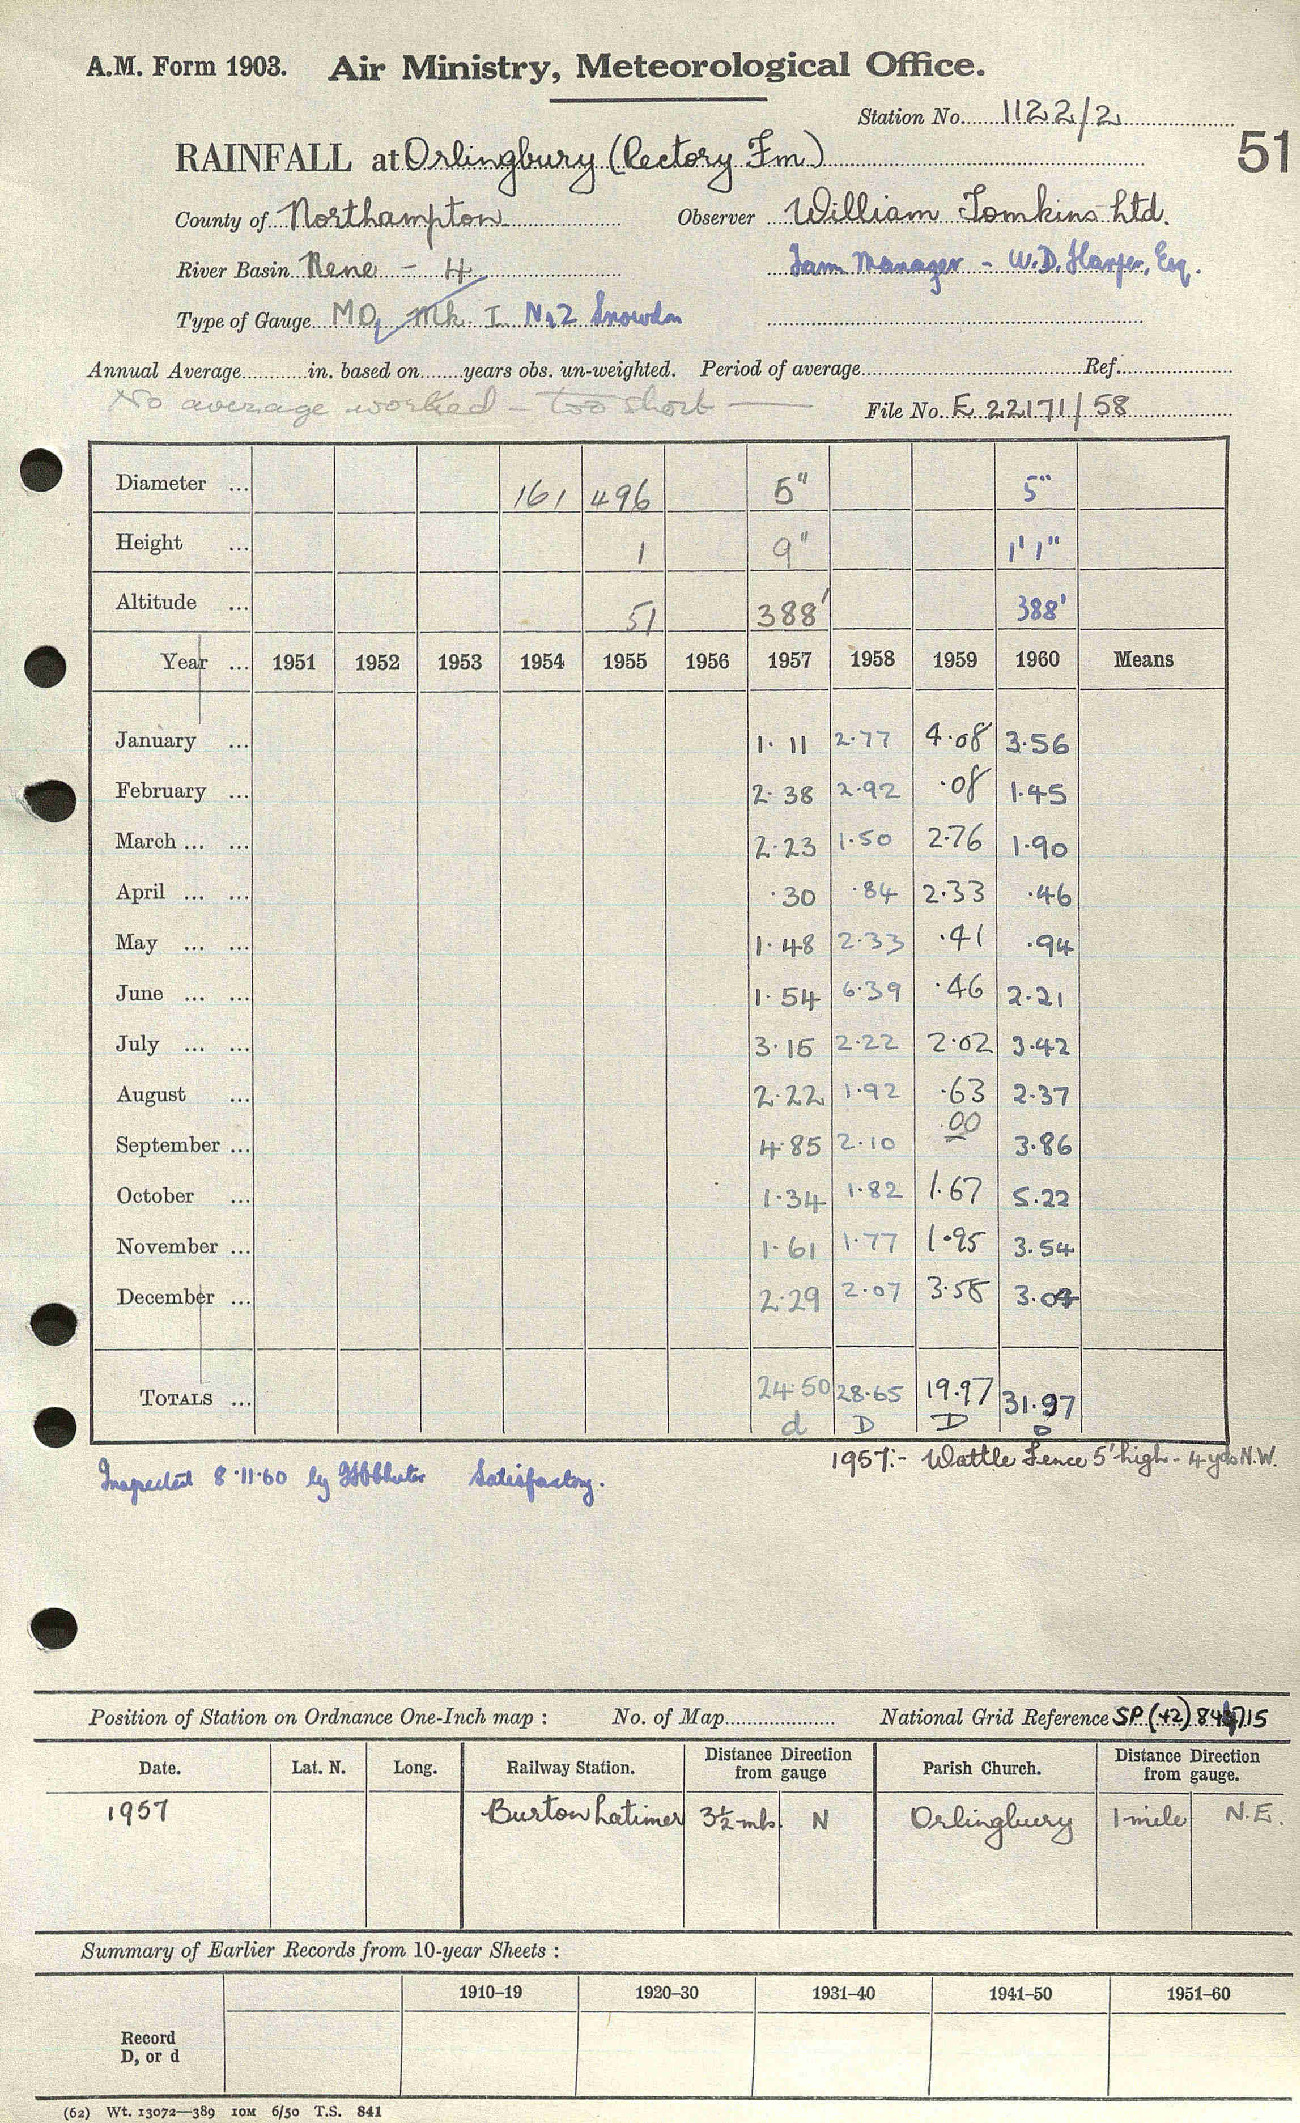 A.M. Form 1903. Air Ministry, Meteorological Office.
Station No. 1122/2
51
RAINFALL at Orlingbury (Rectory Fm)
County of Northampton Observer William Tomkins Ltd.
River Basin Nene - 4 Farm Manager - W.D. Harper, Esq.
Type of Gauge MO, Mk I No2 Snowdon
Annual Average in. based on years obs. un-weighted. Period of average Ref.
No average worked - too short
File No. E 22171/58
Diameter ... 161 496 5" 5"
Height ... 1 9" 1' 1"
Altitude ... 51 388' 388'
Year ... 1951 1952 1953 1954 1955 1956 1957 1958 1959 1960 Means
January ... 1.11 2.77 4.08 3.56
February ... 2.38 2.92 .08 1.45
March ... ... 2.23 1.50 2.76 1.90
April ... ... .30 .84 2.33 .46
May ... ... 1.48 2.33 .41 .94
June ... ... 1.54 6.39 .46 2.21
July ... ... 3.15 2.22 2.02 3.42
August ... 2.22 1.92 .63 2.37
September ... 4.85 2.10 .00 3.86
October ... 1.34 1.82 1.67 5.22
November ... 1.61 1.77 1.95 3.54
December ... 2.29 2.07 3.58 3.04
TOTALS ... 24.50 28.65 19.97 31.97
d D D D
1957:- Wattle Fence 5' high - 4 yds N.W.
Inspected 8.11.60 by Satisfactory.
Position of Station on Ordnance One-Inch map : No. of Map National Grid Reference SP (42) 84 715
Date. Lat. N. Long. Railway Station. Distance Direction from gauge Parish Church. Distance Direction from gauge.
1957 Burton Latimer 3½ mls. N Orlingbury 1 mile N.E.
Summary of Earlier Records from 10-year Sheets :
1910–19 1920–30 1931–40 1941–50 1951–60
Record
D, or d
(62) Wt. 13072—389 10M 6/50 T.S. 841